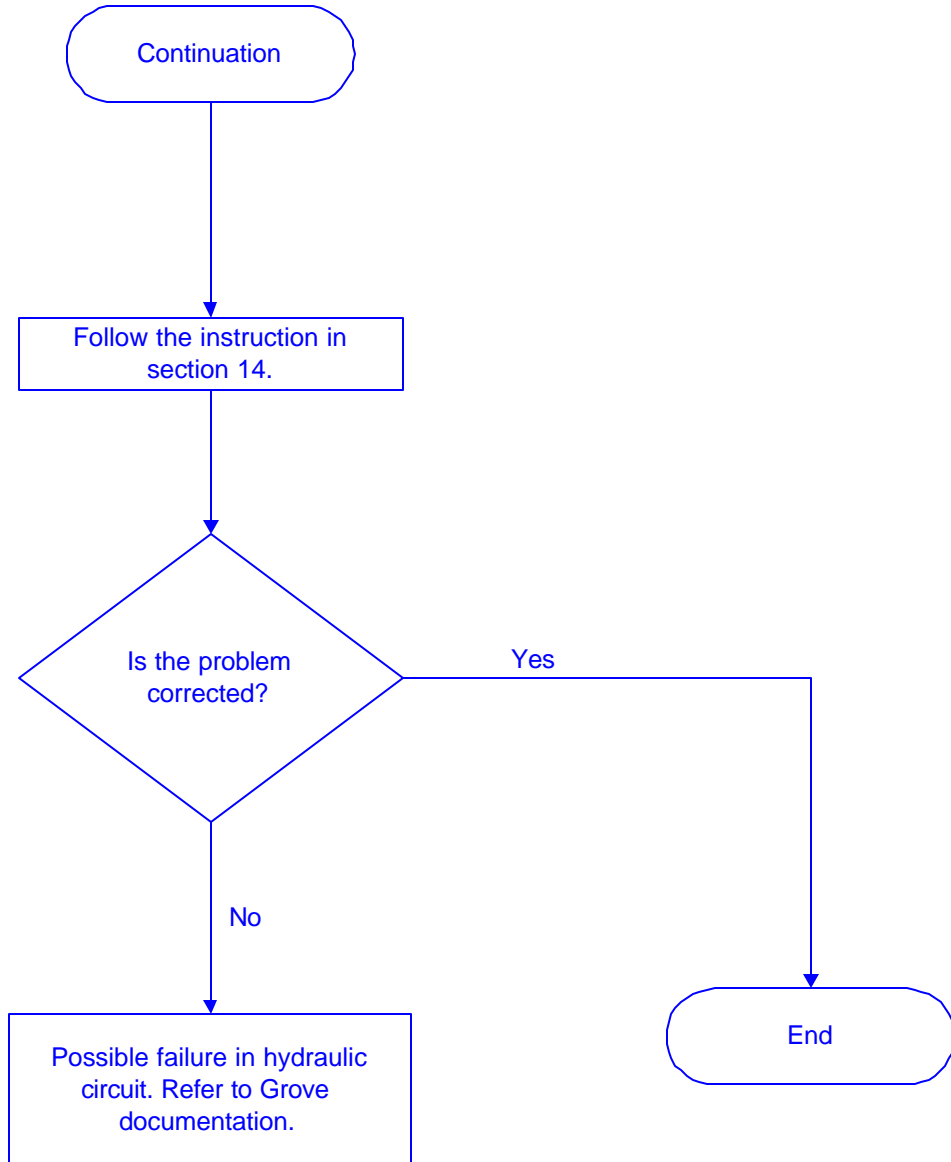 Continuation
Follow the instruction in
section 14.
Is the problem
corrected?
Yes
No
Possible failure in hydraulic
circuit. Refer to Grove
documentation.
End